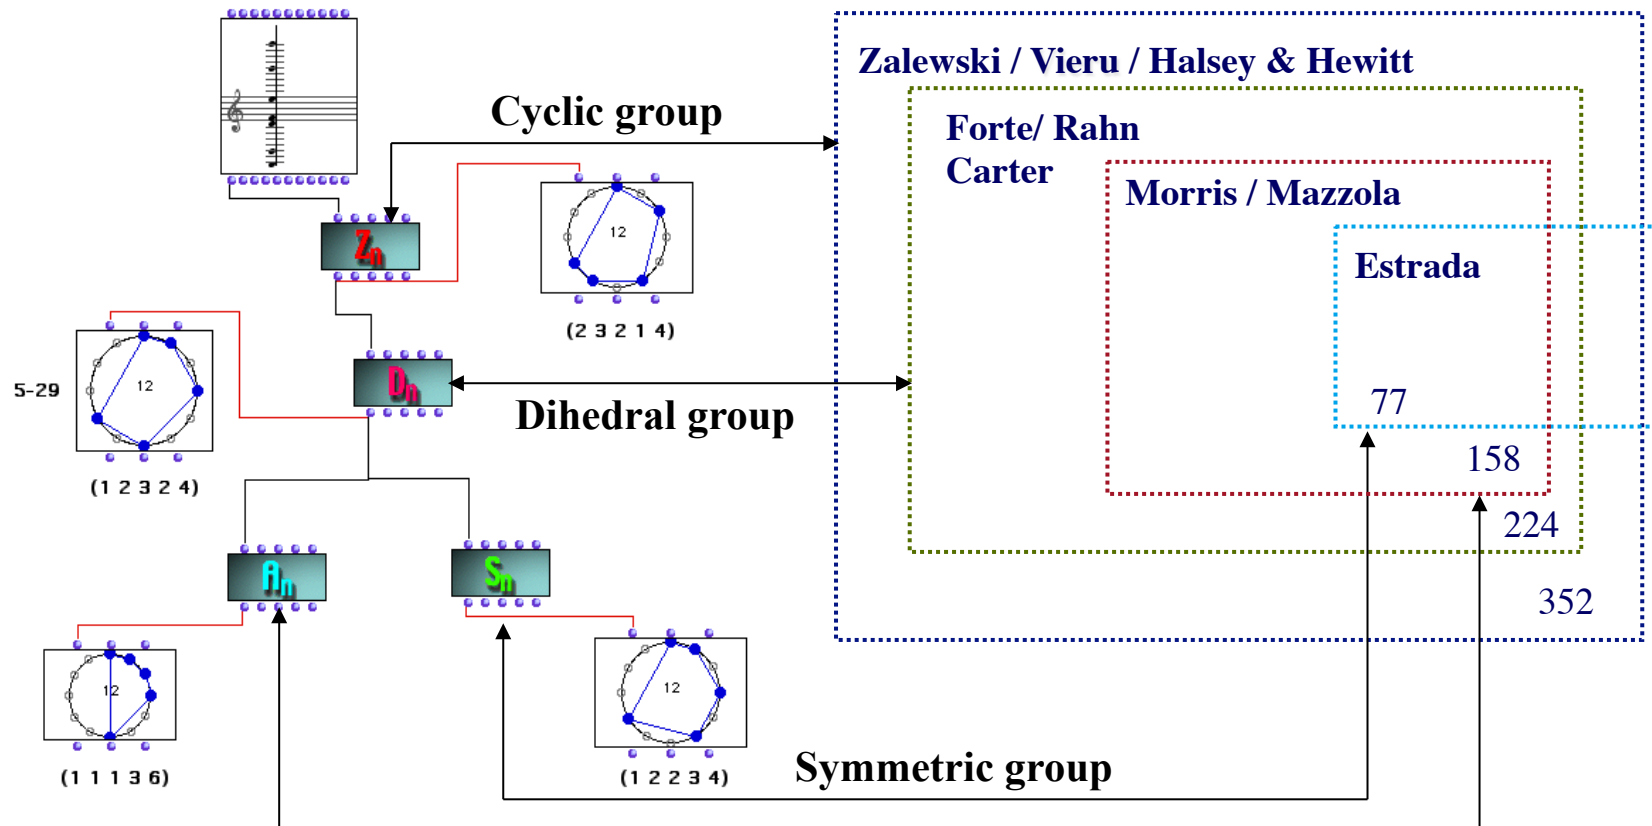 Zalewski / Vieru / Halsey & Hewitt
Cyclic group
Forte/ Rahn
Carter
Morris / Mazzola
Zn
12
Estrada
(2 3 2 1 4)
Dn
5-29
12
Dihedral group
77
158
(1 2 3 2 4)
224
An
Sn
352
12
12
(1 1 1 3 6)
(1 2 2 3 4)
Symmetric group